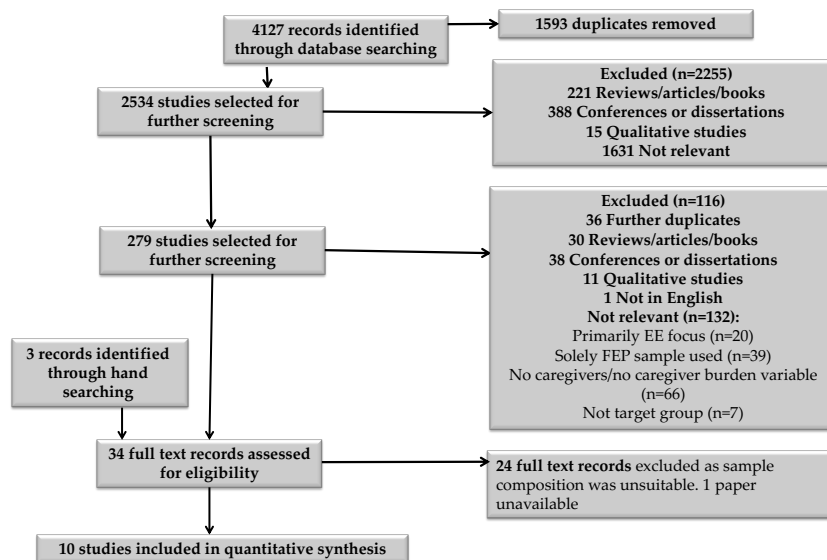 4127 records identified
through database searching
1593 duplicates removed
2534 studies selected for
further screening
Excluded (n=2255)
221 Reviews/articles/books
388 Conferences or dissertations
15 Qualitative studies
1631 Not relevant
279 studies selected for
further screening
Excluded (n=116)
36 Further duplicates
30 Reviews/articles/books
38 Conferences or dissertations
11 Qualitative studies
1 Not in English
Not relevant (n=132):
Primarily EE focus (n=20)
Solely FEP sample used (n=39)
No caregivers/no caregiver burden variable
(n=66)
Not target group (n=7)
3 records identified
through hand
searching
34 full text records assessed
for eligibility
24 full text records excluded as sample
composition was unsuitable. 1 paper
unavailable
10 studies included in quantitative synthesis